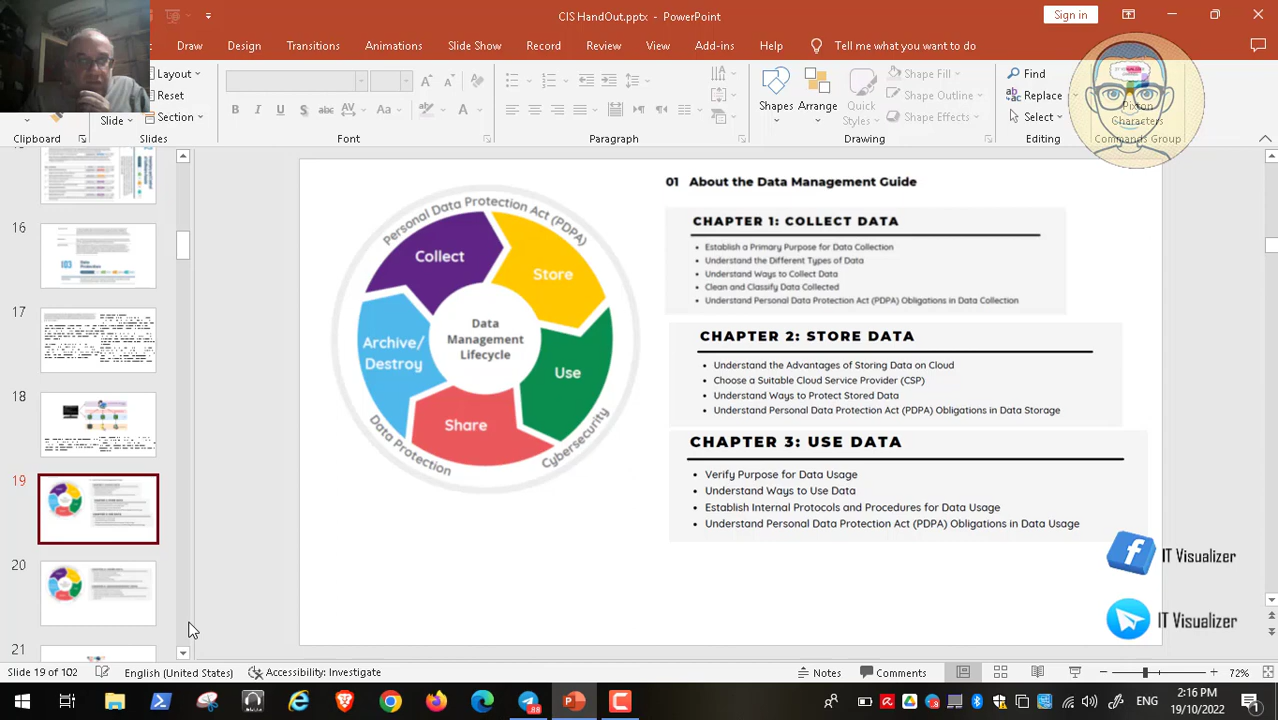 CIS HandOut.pptx - PowerPoint
Sign in
Draw
Design
Transitions
Animations
Slide Show
Record
Review
View
Add-ins
Help
Tell me what you want to do
Layout
Reset
Slide
Section
Shapes
Arrange
Quick
Styles
Shape Fill
Shape Outline
Shape Effects
Find
Replace
Select
Pixton
Characters
Clipboard
Slides
Font
Paragraph
Drawing
Editing
Commands Group
16
17
18
19
20
21
Personal Data Protection Act (PDPA)
Collect
Store
Data
Management
Lifecycle
Archive/
Destroy
Use
Share
Data Protection
Cybersecurity
01 About the Data Management Guide
CHAPTER 1: COLLECT DATA
• Establish a Primary Purpose for Data Collection
• Understand the Different Types of Data
• Understand Ways to Collect Data
• Clean and Classify Data Collected
• Understand Personal Data Protection Act (PDPA) Obligations in Data Collection
CHAPTER 2: STORE DATA
• Understand the Advantages of Storing Data on Cloud
• Choose a Suitable Cloud Service Provider (CSP)
• Understand Ways to Protect Stored Data
• Understand Personal Data Protection Act (PDPA) Obligations in Data Storage
CHAPTER 3: USE DATA
• Verify Purpose for Data Usage
• Understand Ways to Use Data
• Establish Internal Protocols and Procedures for Data Usage
• Understand Personal Data Protection Act (PDPA) Obligations in Data Usage
IT Visualizer
IT Visualizer
Slide 19 of 102
English (United States)
Accessibility: Investigate
Notes
Comments
72%
ENG
2:16 PM
19/10/2022